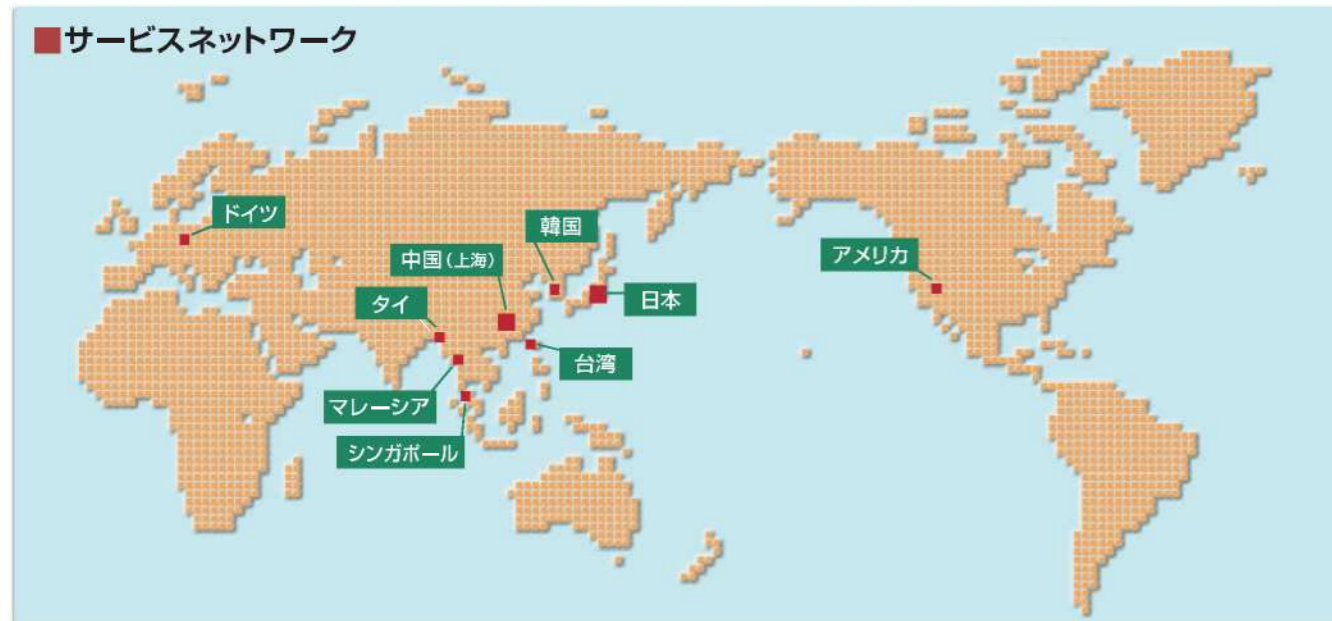 ■サービスネットワーク
ドイツ
韓国
中国(上海)
アメリカ
タイ
日本
台湾
マレーシア
シンガポール